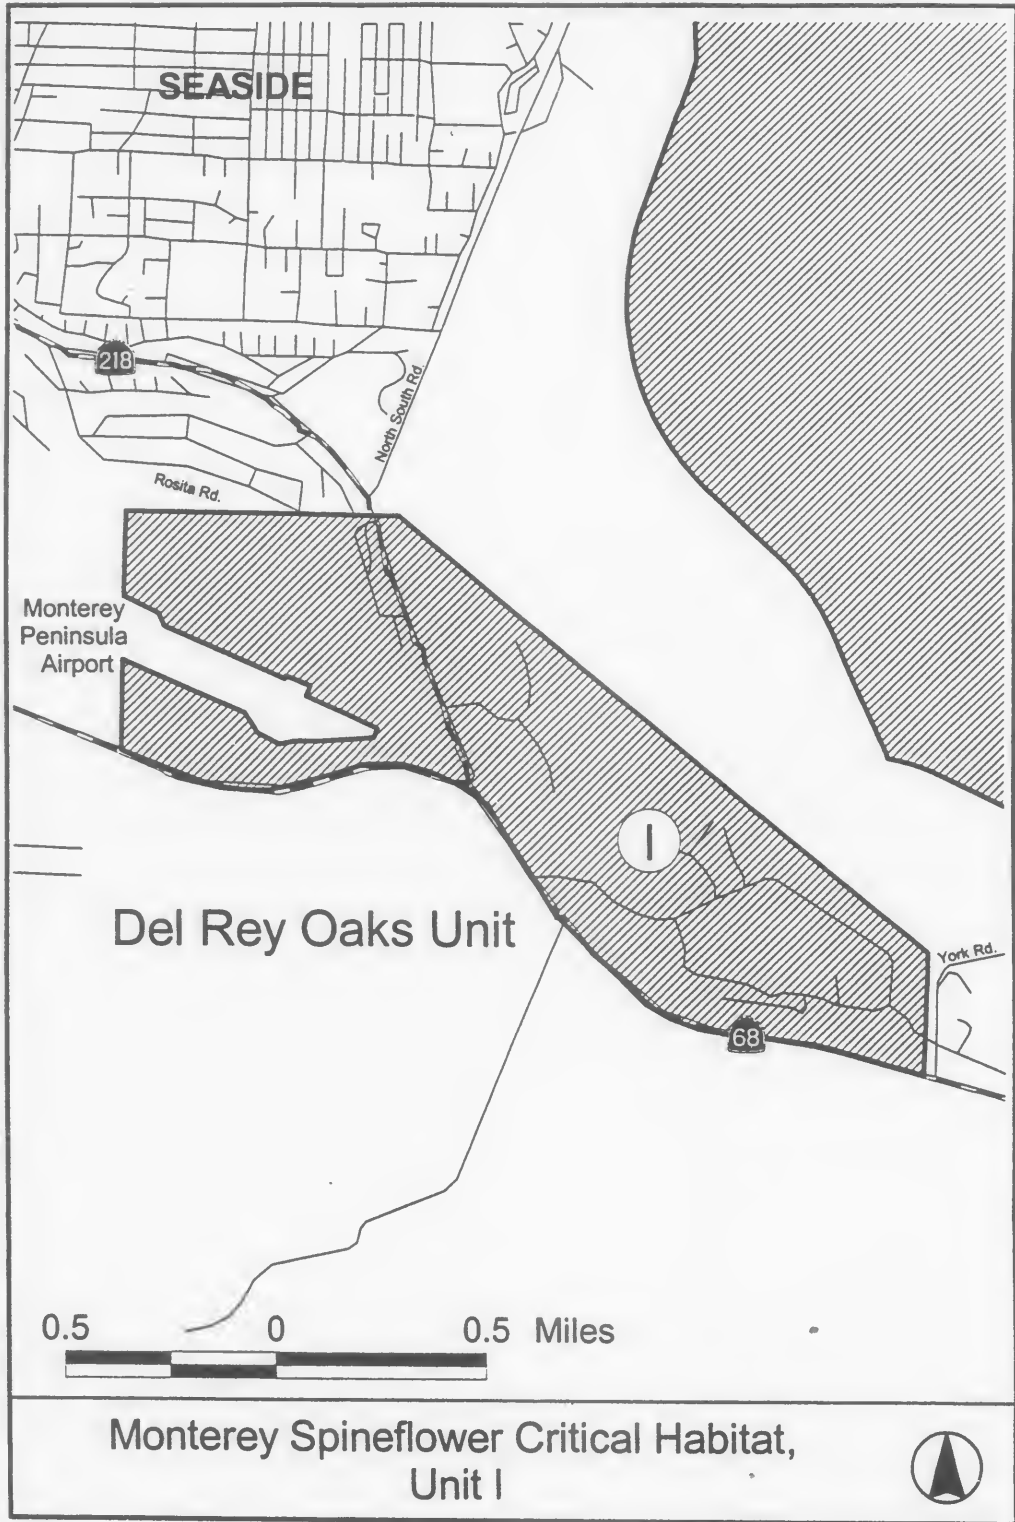 SEASIDE
218
North South Rd.
Rosita Rd.
Monterey
Peninsula
Airport
I
Del Rey Oaks Unit
York Rd.
68
0.5 0 0.5 Miles
Monterey Spineflower Critical Habitat,
Unit I